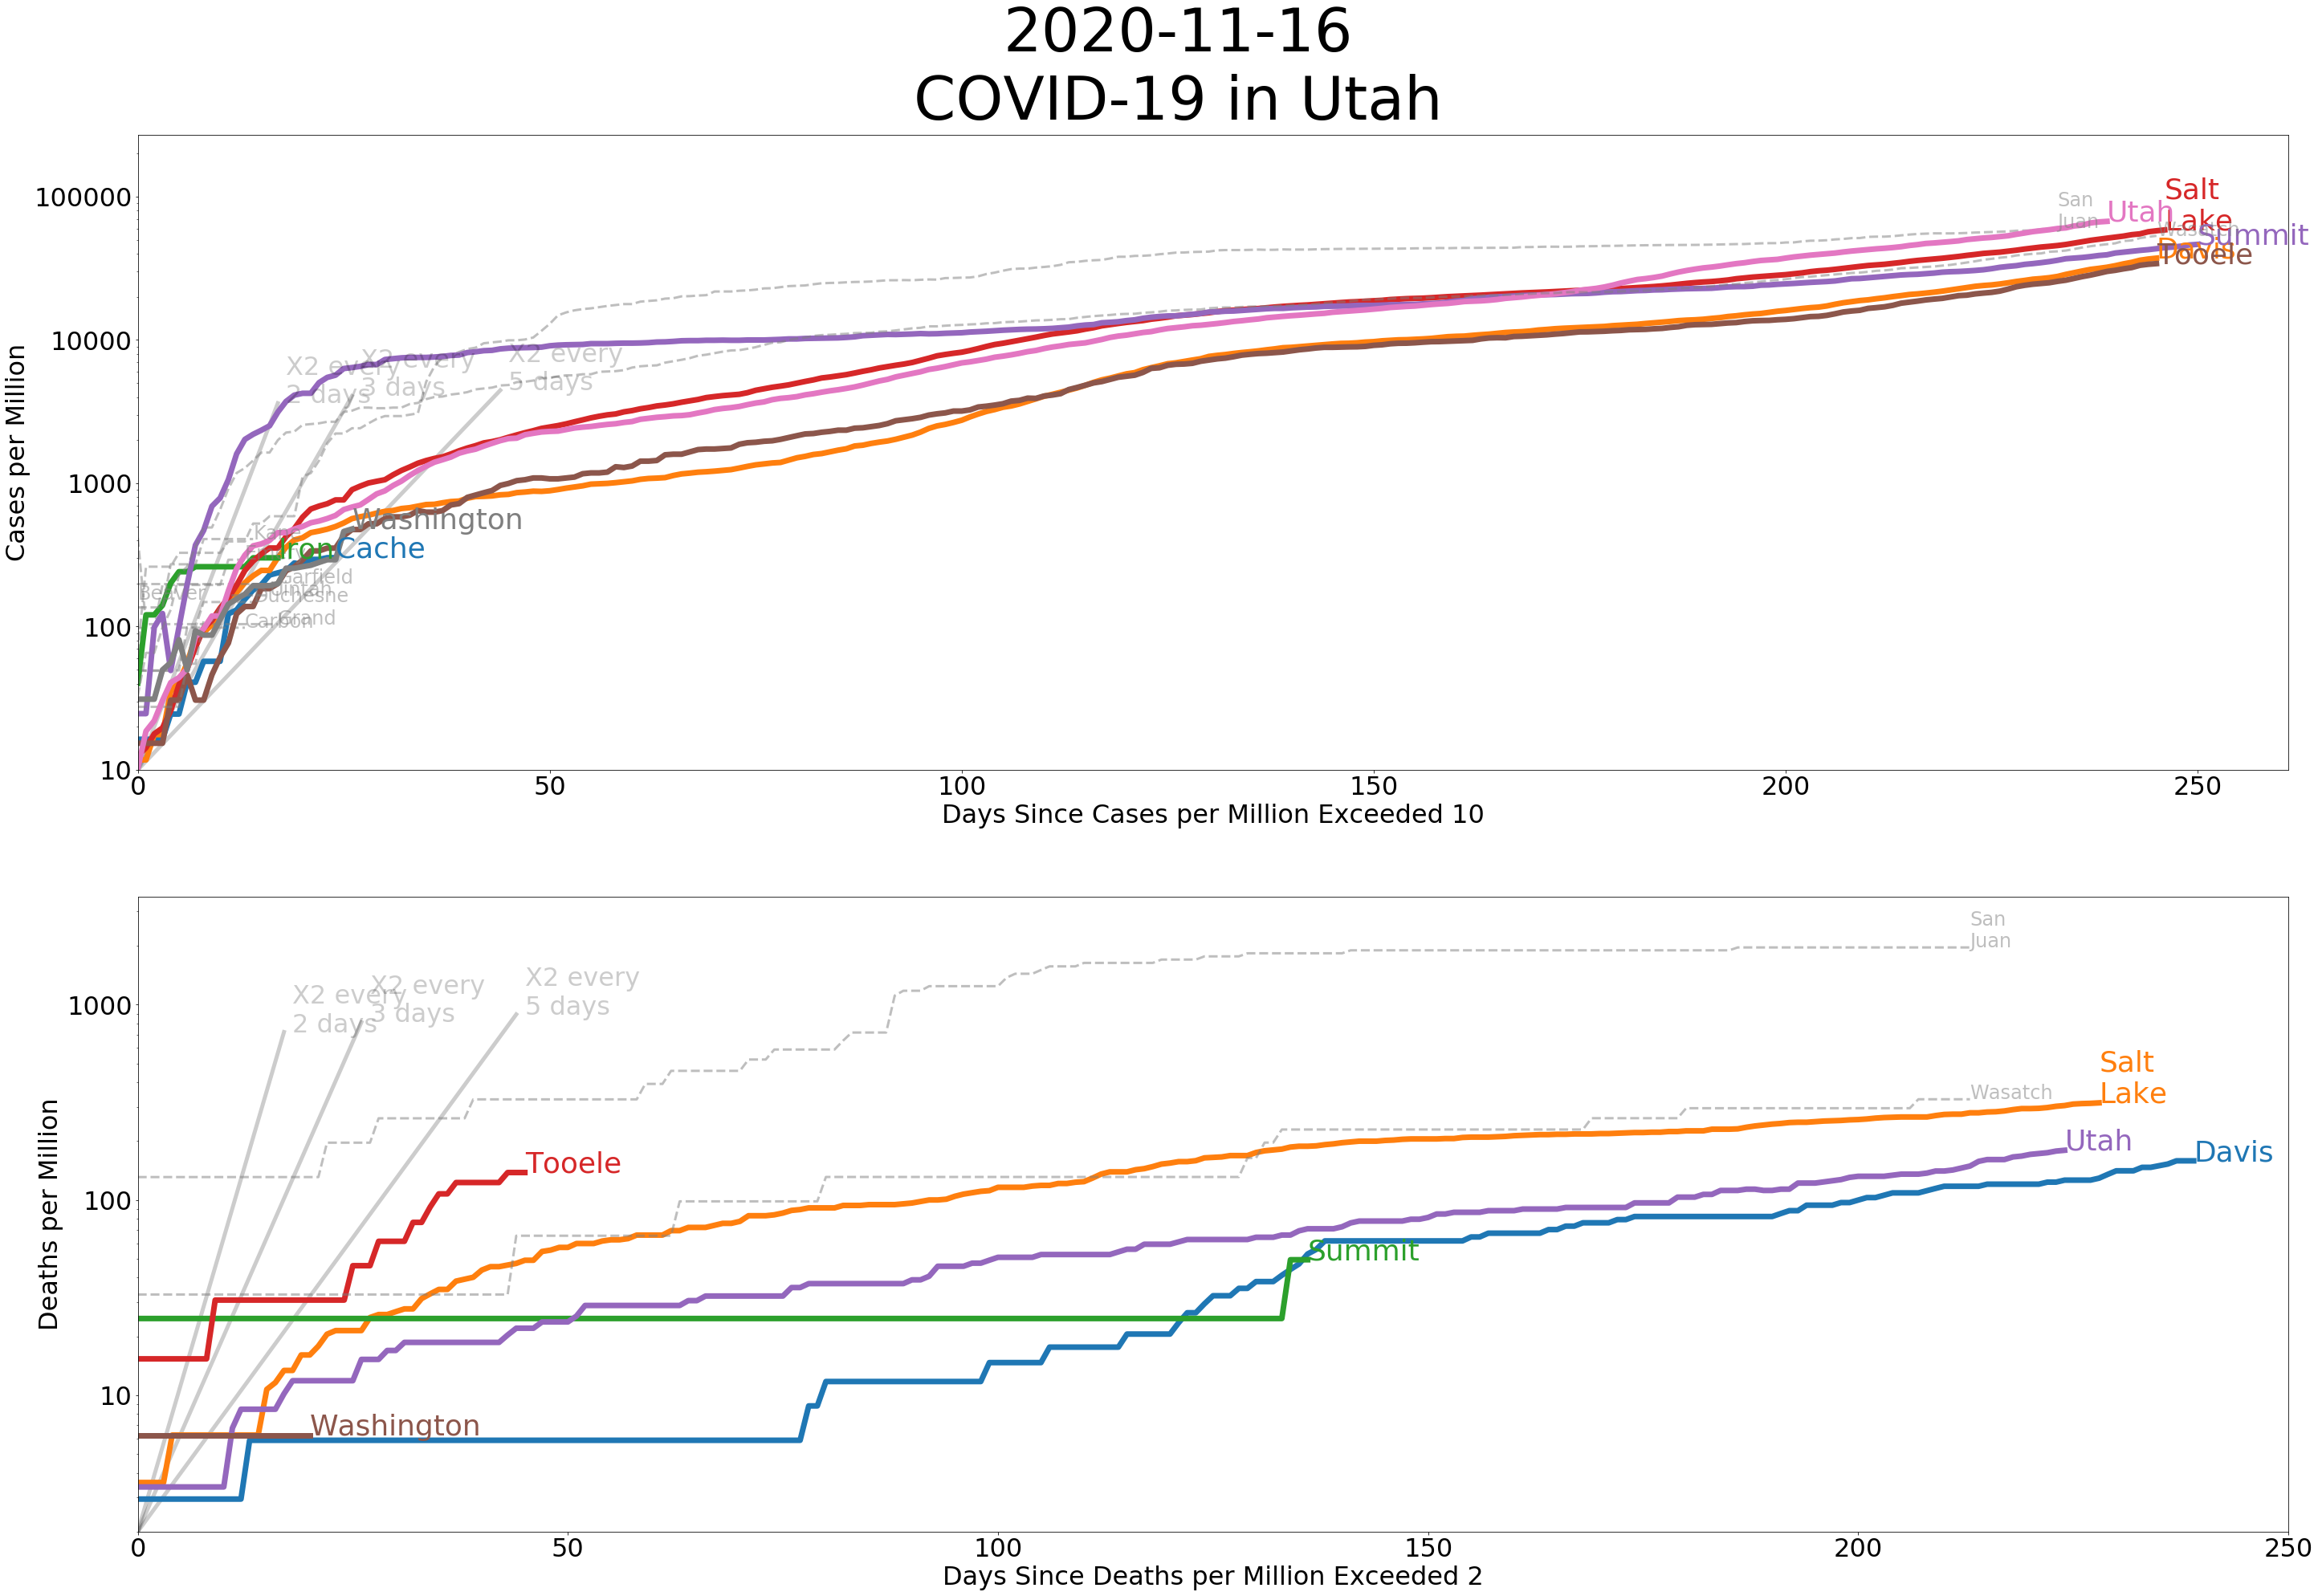 2020-11-16
COVID-19 in Utah
Cases per Million
100000
10000
1000
100
10
X2 every
2 days
X2 every
3 days
X2 every
5 days
San
Juan
Utah
Salt
Lake
Wasatch
Summit
Davis
Tooele
Washington
Kane
Iron
Cache
Garfield
Uintah
Beaver
Duchesne
Grand
Carbon
0
50
100
150
200
250
Days Since Cases per Million Exceeded 10
Deaths per Million
1000
100
10
X2 every
2 days
X2 every
3 days
X2 every
5 days
San
Juan
Salt
Lake
Wasatch
Utah
Davis
Tooele
Summit
Washington
0
50
100
150
200
250
Days Since Deaths per Million Exceeded 2